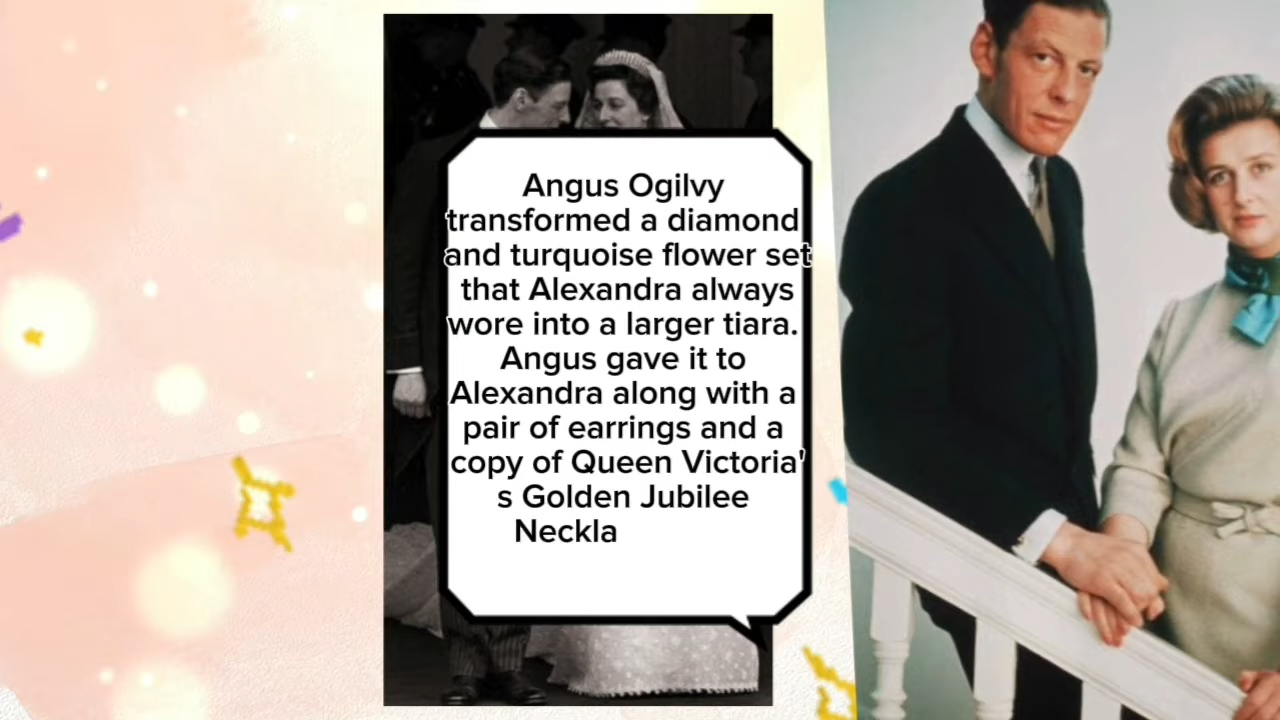 Angus Ogilvy
transformed a diamond
and turquoise flower set
that Alexandra always
wore into a larger tiara.
Angus gave it to
Alexandra along with a
pair of earrings and a
copy of Queen Victoria'
s Golden Jubilee
Neckla